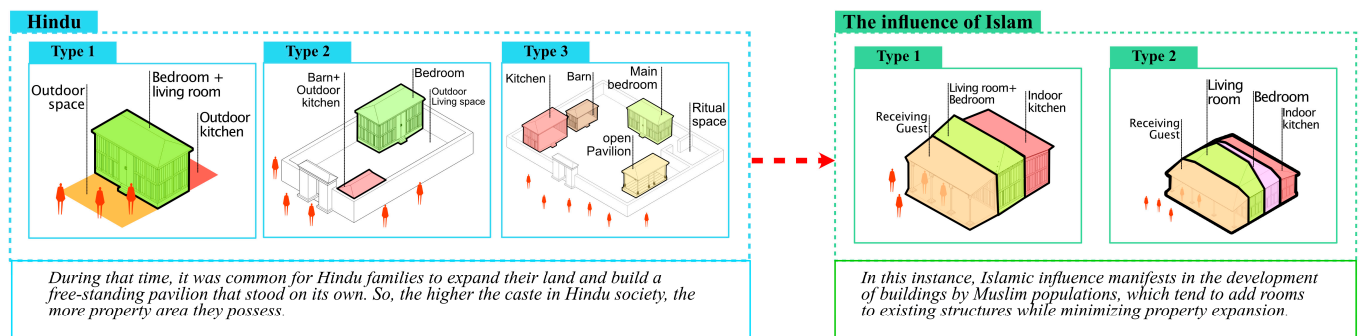 Hindu
Type 1
Outdoor
space
Bedroom +
living room
Outdoor
kitchen
Type 2
Barn+
Outdoor
kitchen
Bedroom
Outdoor
Living space
Type 3
Kitchen
Barn
Main
bedroom
Ritual
space
open
Pavilion
During that time, it was common for Hindu families to expand their land and build a
free-standing pavilion that stood on its own. So, the higher the caste in Hindu society, the
more property area they possess.
The influence of Islam
Type 1
Receiving
Guest
Living room+
Bedroom
Indoor
kitchen
Type 2
Receiving
Guest
Living
room
Bedroom
Indoor
kitchen
In this instance, Islamic influence manifests in the development
of buildings by Muslim populations, which tend to add rooms
to existing structures while minimizing property expansion.